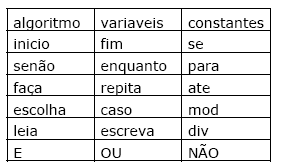 algoritmo variaveis constantes
inicio fim se
senão enquanto para
faça repita ate
escolha caso mod
leia escreva div
E OU NÃO